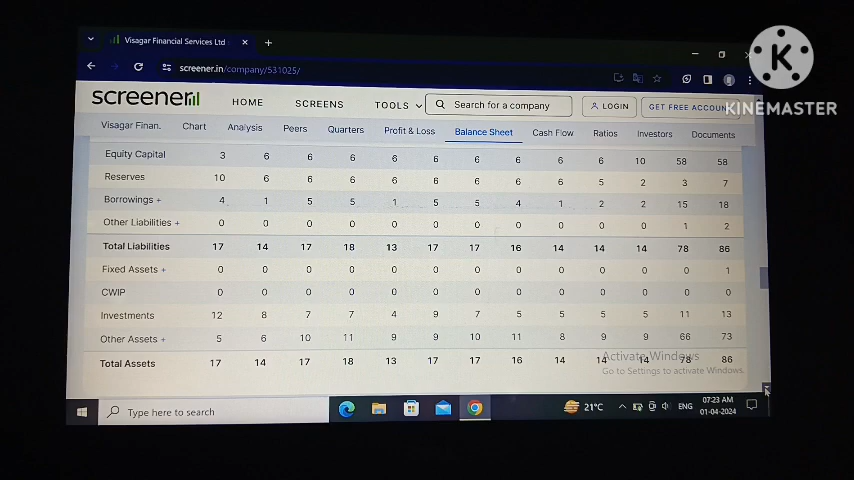 Visagar Financial Services Ltd
screener.in/company/531025/
K
KINEMASTER
screener
HOME
SCREENS
TOOLS
Search for a company
LOGIN
GET FREE ACCOUN
Visagar Finan.
Chart
Analysis
Peers
Quarters
Profit & Loss
Balance Sheet
Cash Flow
Ratios
Investors
Documents
Equity Capital 3 6 6 6 6 6 6 6 6 6 10 58 58
Reserves 10 6 6 6 6 6 6 6 6 5 2 3 7
Borrowings + 4 1 5 5 1 5 5 4 1 2 2 15 18
Other Liabilities + 0 0 0 0 0 0 0 0 0 0 0 1 2
Total Liabilities 17 14 17 18 13 17 17 16 14 14 14 78 86
Fixed Assets + 0 0 0 0 0 0 0 0 0 0 0 0 1
CWIP 0 0 0 0 0 0 0 0 0 0 0 0 0
Investments 12 8 7 7 4 9 7 5 5 5 5 11 13
Other Assets + 5 6 10 11 9 9 10 11 8 9 9 66 73
Total Assets 17 14 17 18 13 17 17 16 14 14 14 78 86
Activate Windows
Go to Settings to activate Windows.
Type here to search
21°C
ENG
07:23 AM
01-04-2024